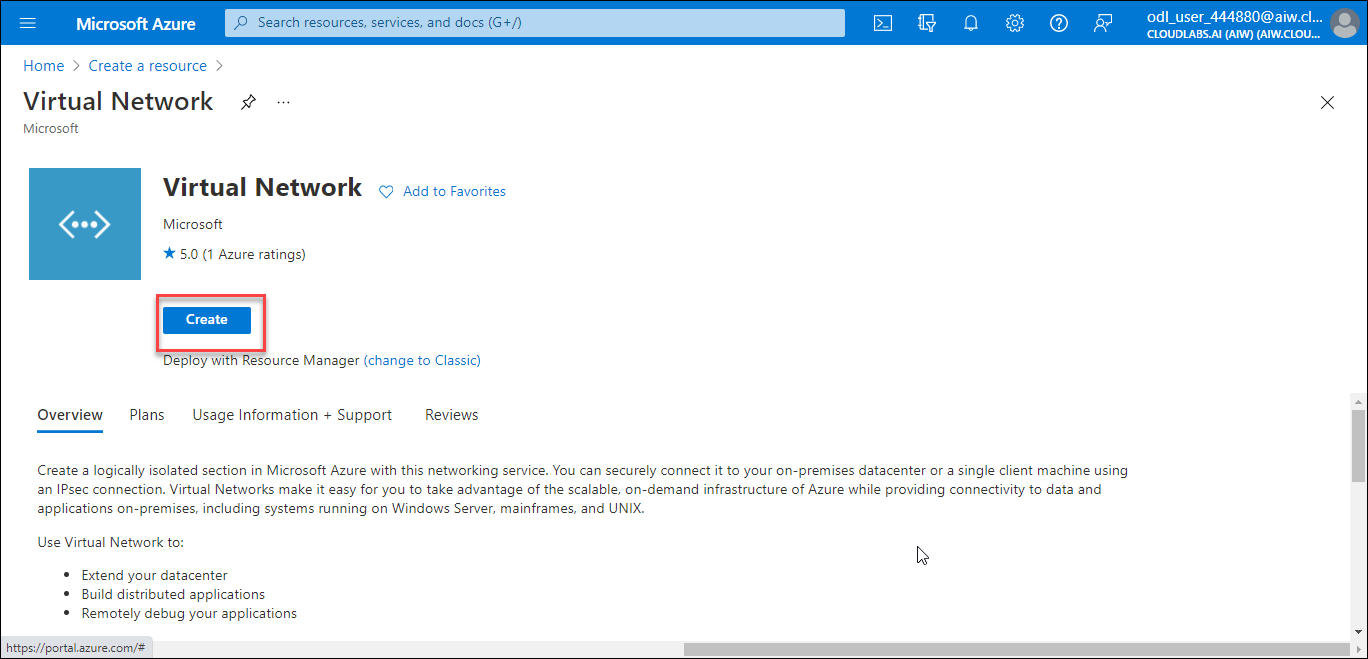 Microsoft Azure
Search resources, services, and docs (G+/)
odl_user_444880@aiw.cl...
CLOUDLABS.AI (AIW) (AIW.CLOU...
Home > Create a resource >
Virtual Network
...
Microsoft
Virtual Network
Add to Favorites
Microsoft
★ 5.0 (1 Azure ratings)
Create
Deploy with Resource Manager (change to Classic)
Overview Plans Usage Information + Support Reviews
Create a logically isolated section in Microsoft Azure with this networking service. You can securely connect it to your on-premises datacenter or a single client machine using
an IPsec connection. Virtual Networks make it easy for you to take advantage of the scalable, on-demand infrastructure of Azure while providing connectivity to data and
applications on-premises, including systems running on Windows Server, mainframes, and UNIX.
Use Virtual Network to:
• Extend your datacenter
• Build distributed applications
• Remotely debug your applications
https://portal.azure.com/#